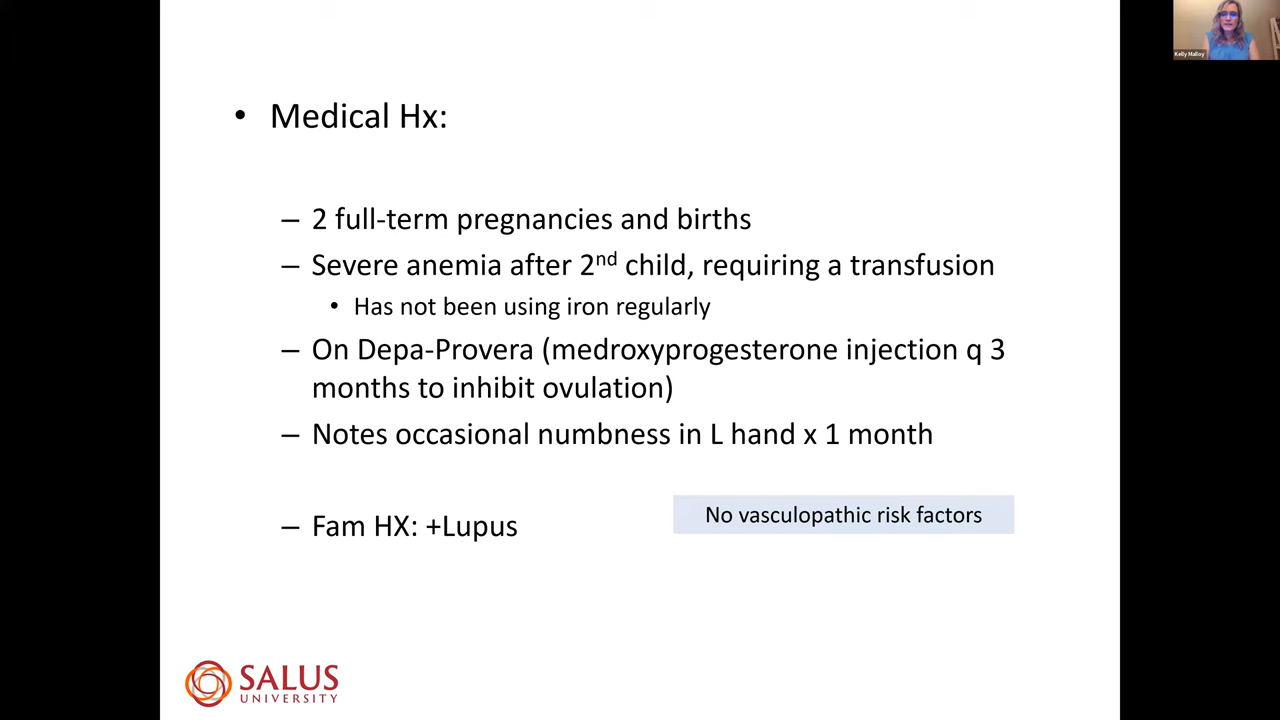 Kelly Malloy
• Medical Hx:
– 2 full-term pregnancies and births
– Severe anemia after 2nd child, requiring a transfusion
• Has not been using iron regularly
– On Depa-Provera (medroxyprogesterone injection q 3
months to inhibit ovulation)
– Notes occasional numbness in L hand x 1 month
No vasculopathic risk factors
– Fam HX: +Lupus
SALUS
UNIVERSITY